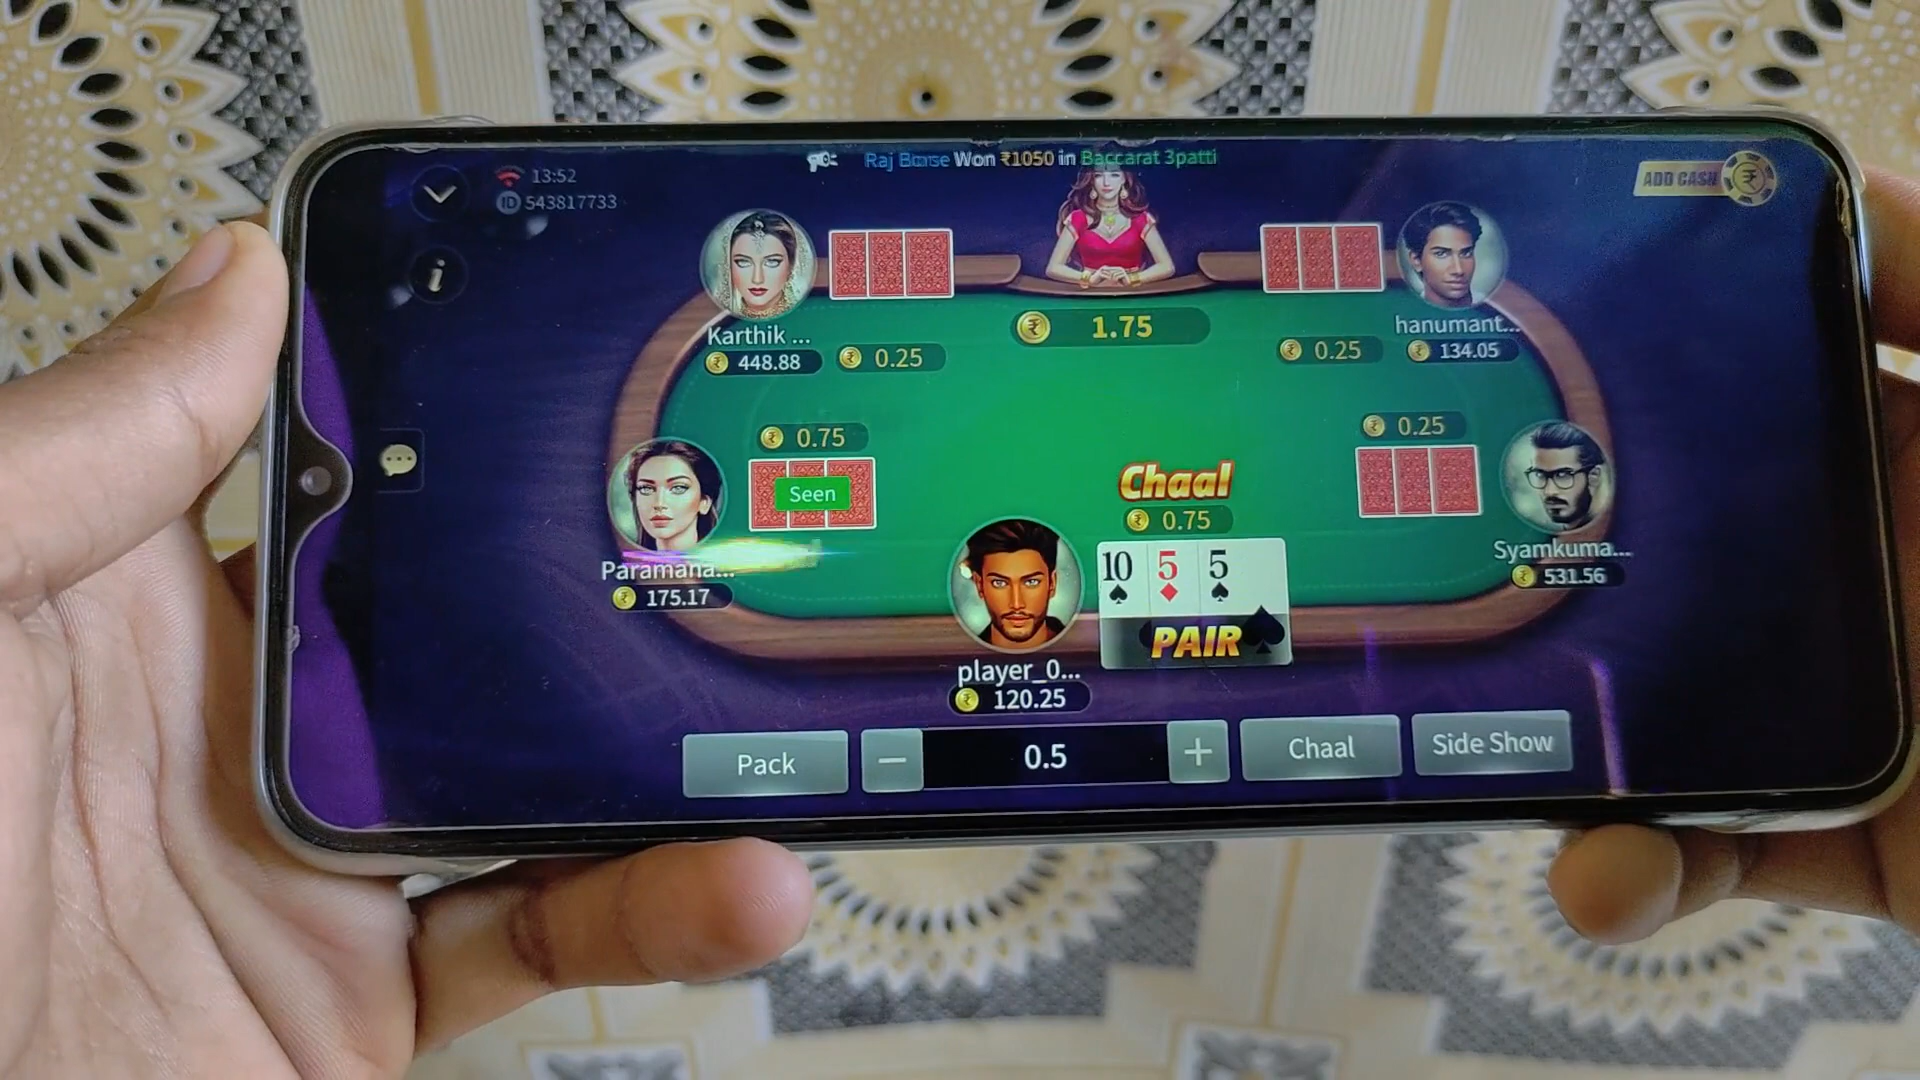 Raj Borse Won ₹1050 in Baccarat 3patti
13:52
ID 543817733
ADD CASH
Karthik ...
448.88
0.25
1.75
hanumant...
0.25
134.05
0.75
Seen
Paramana...
175.17
0.25
Syamkuma...
531.56
Chaal
0.75
10 5 5
PAIR
player_0...
120.25
Pack
0.5
Chaal
Side Show